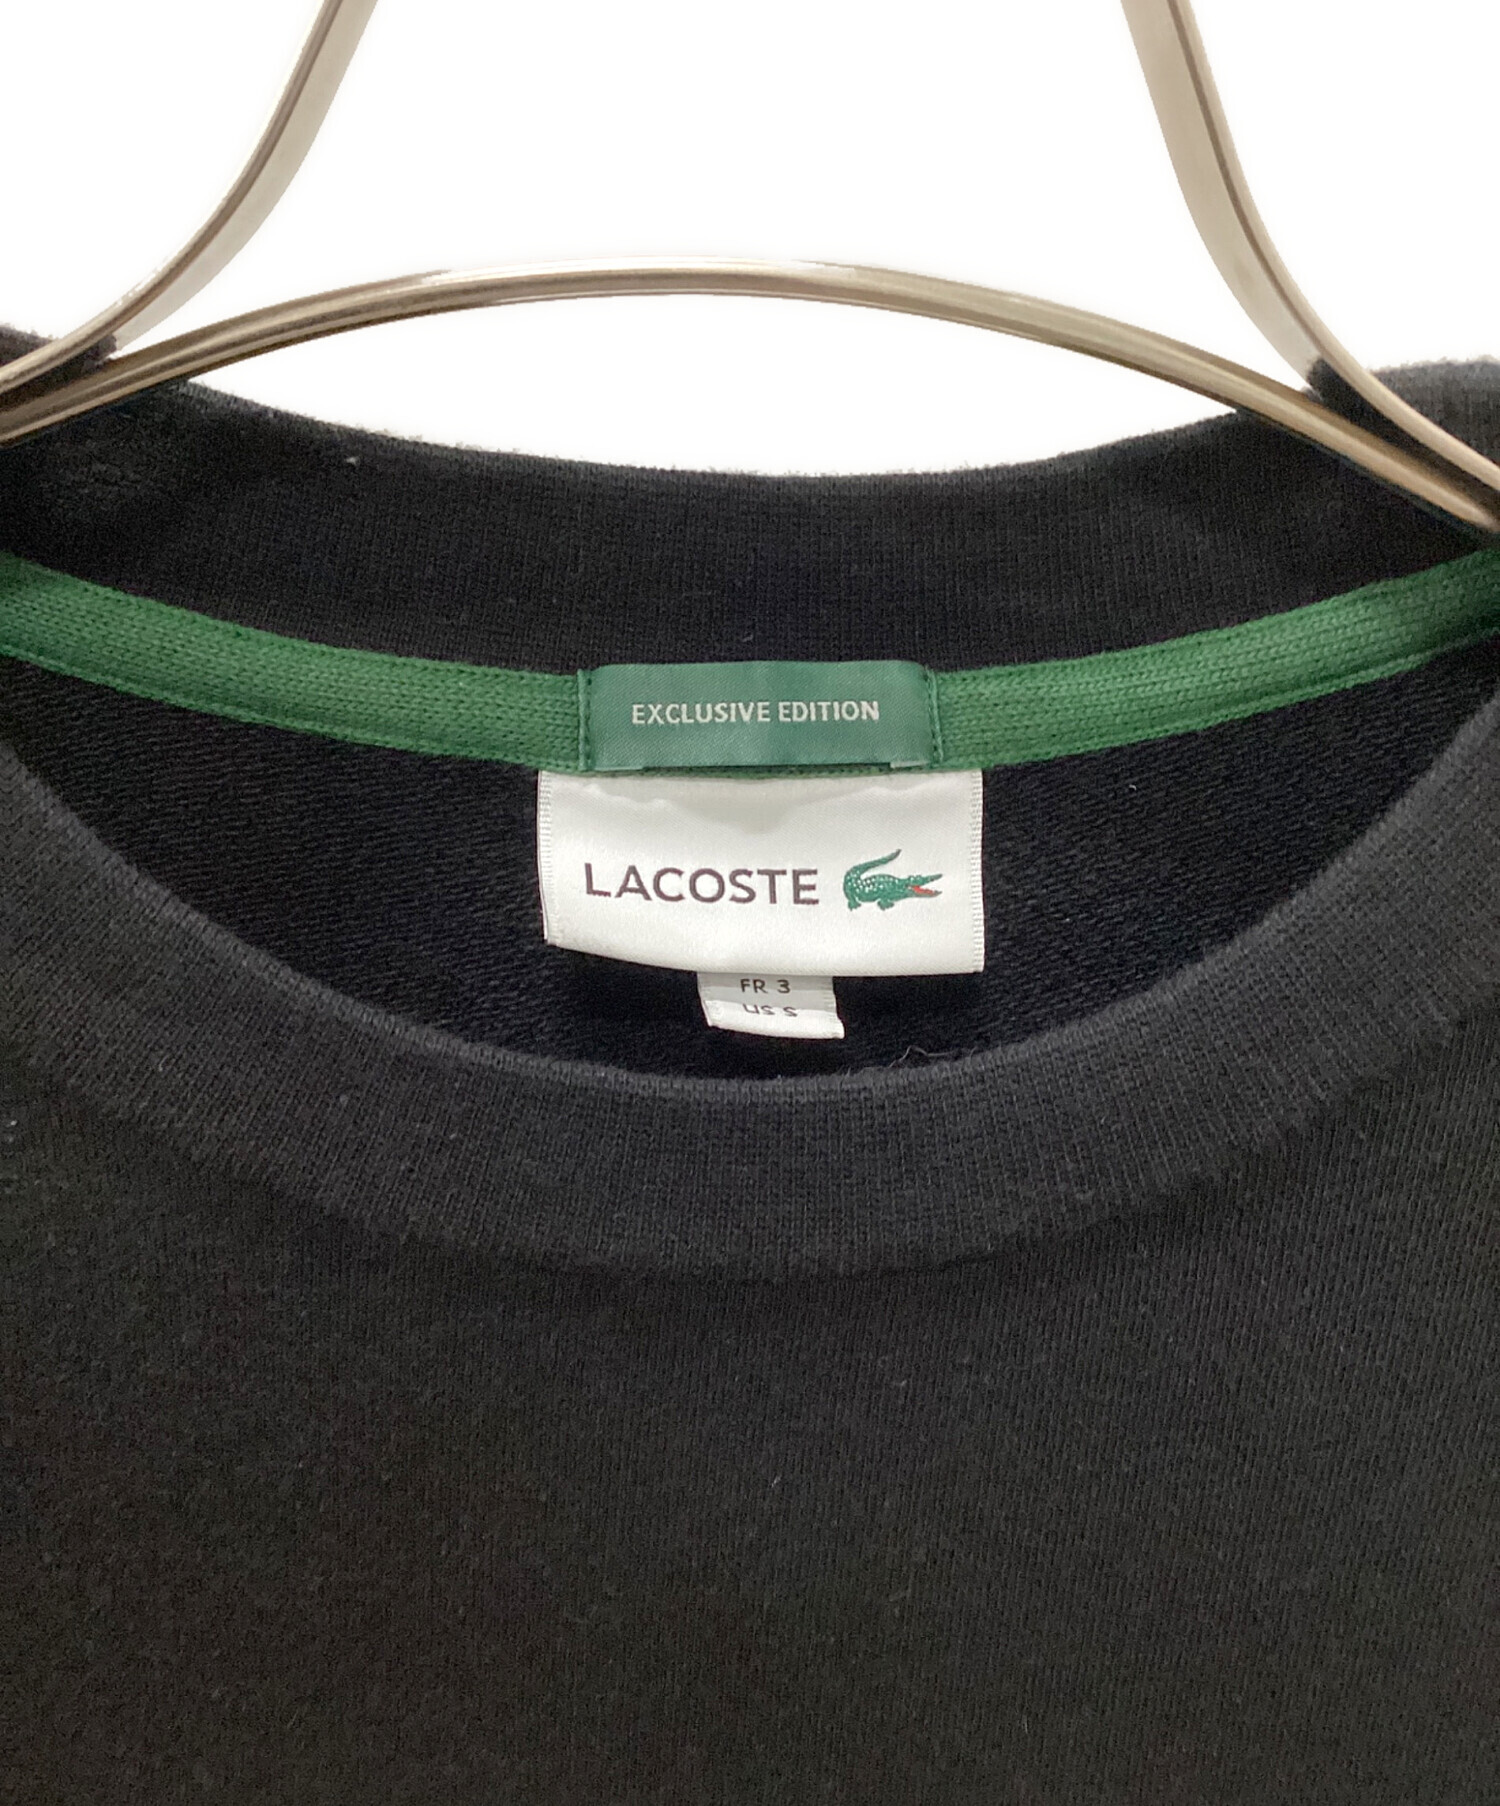 EXCLUSIVE EDITION
LACOSTE
FR 3
US S